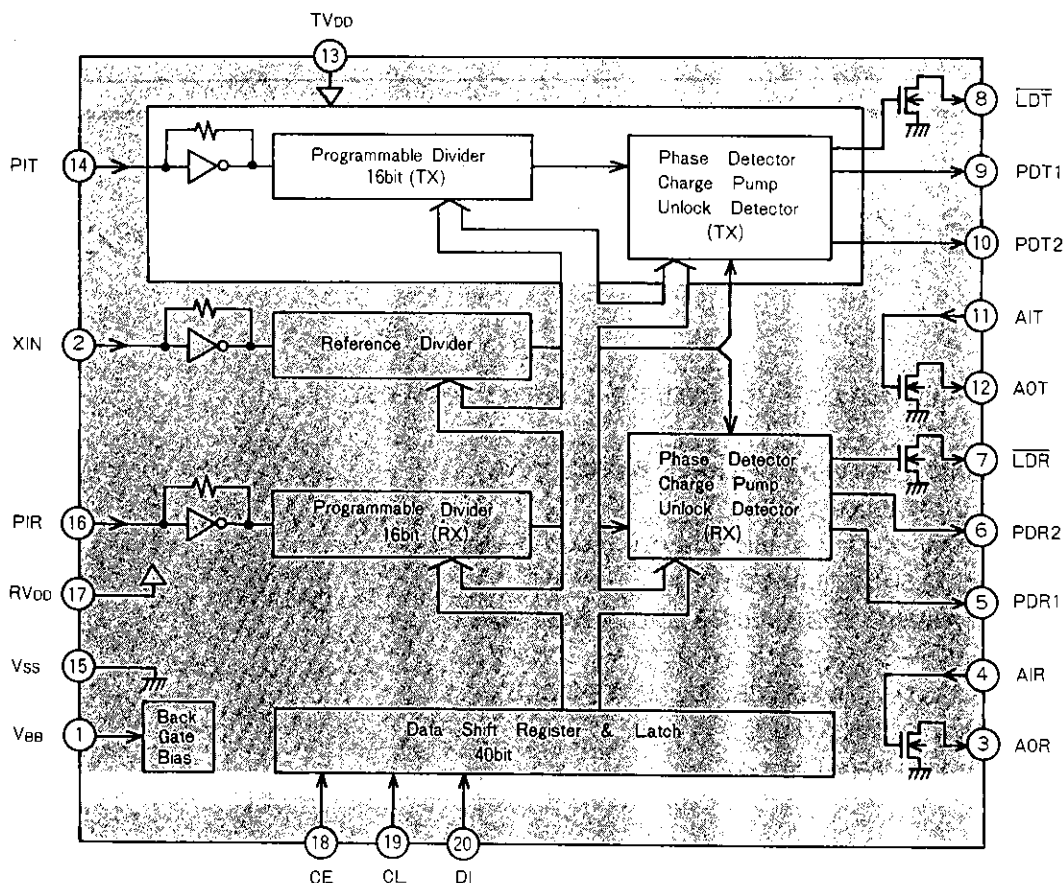 TVDD
13
8 LDT
PIT 14
Programmable Divider
16bit (TX)
Phase Detector
Charge Pump
Unlock Detector
(TX)
9 PDT1
10 PDT2
11 AIT
XIN 2
Reference Divider
12 AOT
7 LDR
Phase Detector
Charge Pump
Unlock Detector
(RX)
PIR 16
Programmable Divider
16bit (RX)
6 PDR2
RVDD 17
5 PDR1
VSS 15
4 AIR
VBB 1
Back
Gate
Bias
Data Shift Register & Latch
40bit
3 AOR
18 19 20
CE CL DI